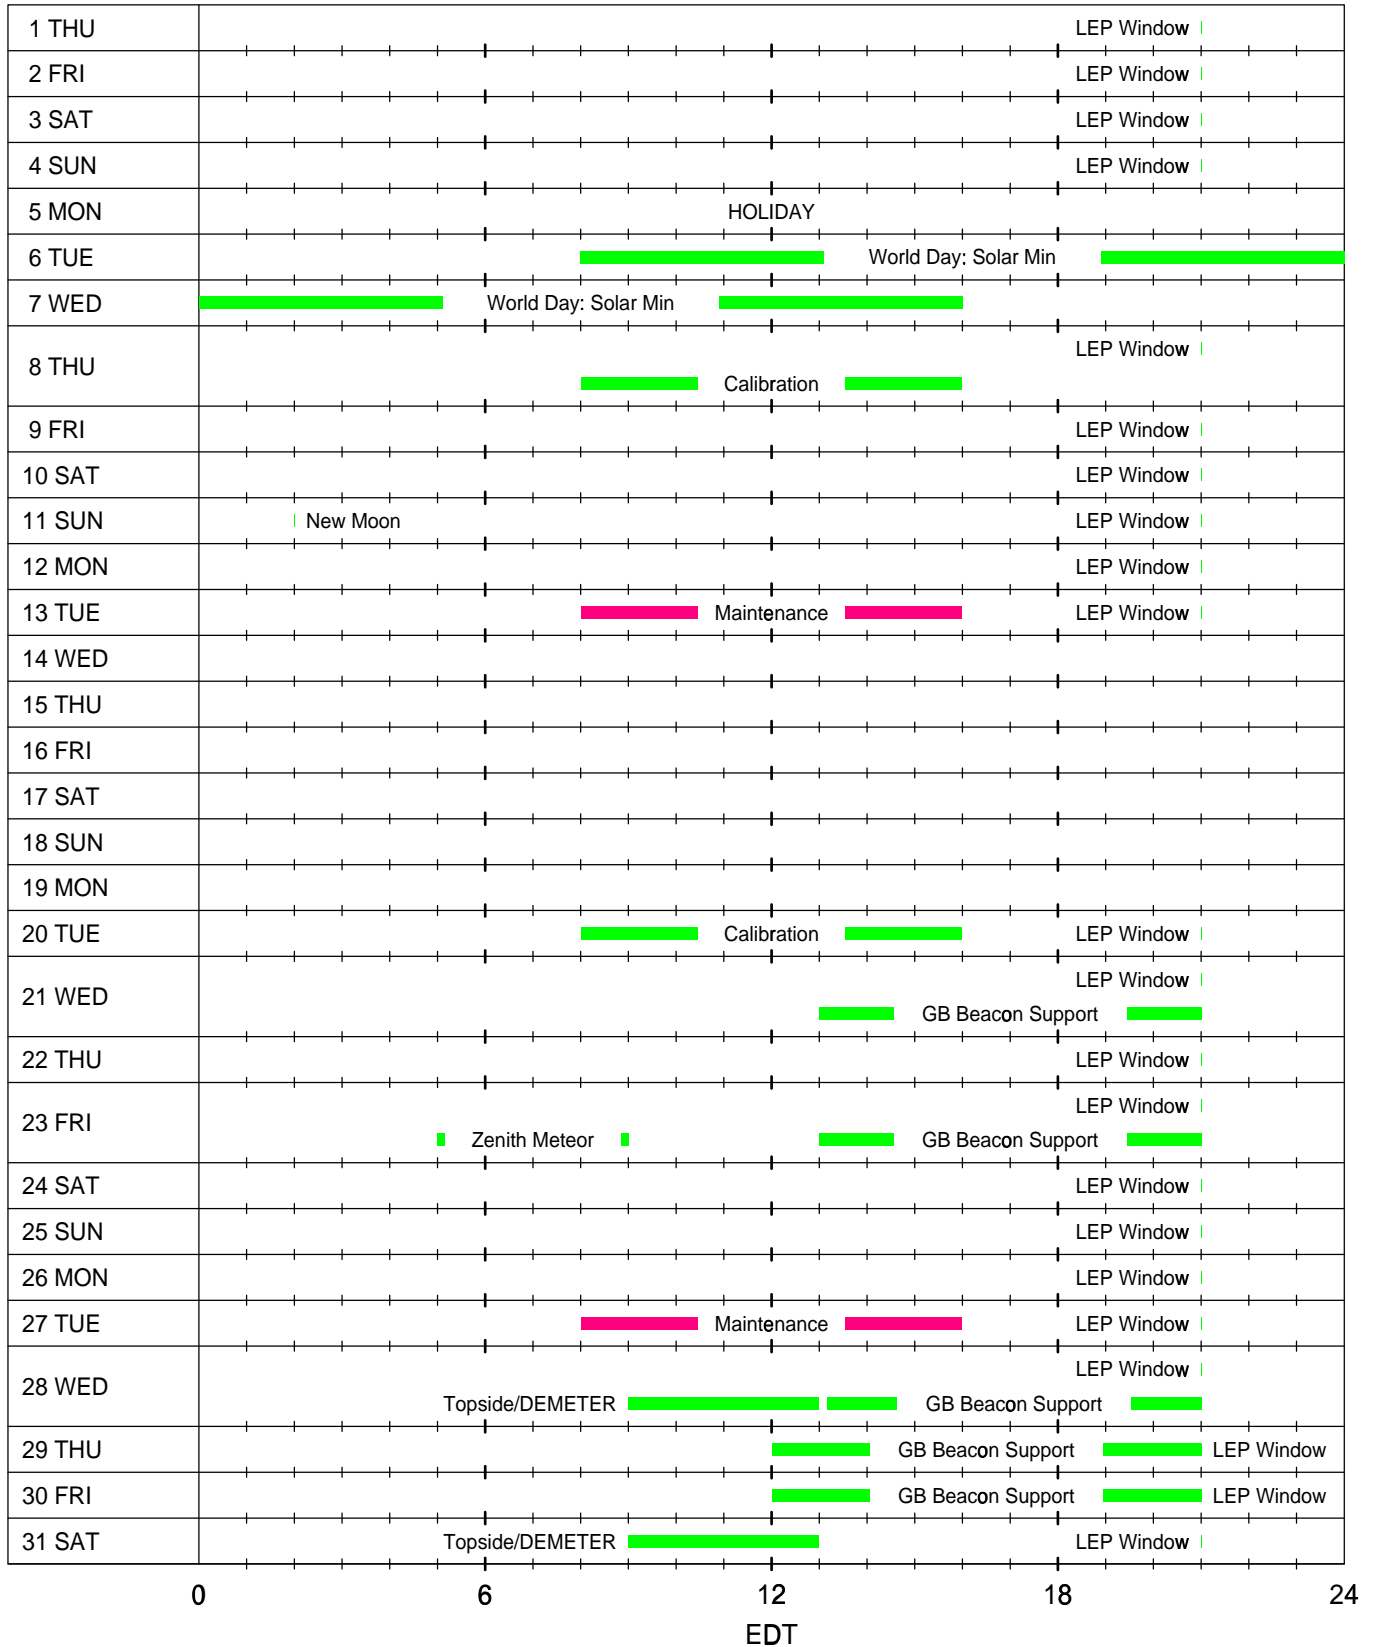 1 THU LEP Window
2 FRI LEP Window
3 SAT LEP Window
4 SUN LEP Window
5 MON HOLIDAY
6 TUE World Day: Solar Min
7 WED World Day: Solar Min
LEP Window
8 THU
Calibration
9 FRI LEP Window
10 SAT LEP Window
11 SUN New Moon LEP Window
12 MON LEP Window
13 TUE Maintenance LEP Window
14 WED
15 THU
16 FRI
17 SAT
18 SUN
19 MON
20 TUE Calibration LEP Window
LEP Window
21 WED
GB Beacon Support
22 THU LEP Window
LEP Window
23 FRI
Zenith Meteor GB Beacon Support
24 SAT LEP Window
25 SUN LEP Window
26 MON LEP Window
27 TUE Maintenance LEP Window
LEP Window
28 WED
Topside/DEMETER GB Beacon Support
29 THU GB Beacon Support LEP Window
30 FRI GB Beacon Support LEP Window
31 SAT Topside/DEMETER LEP Window
0 6 12 18 24
EDT